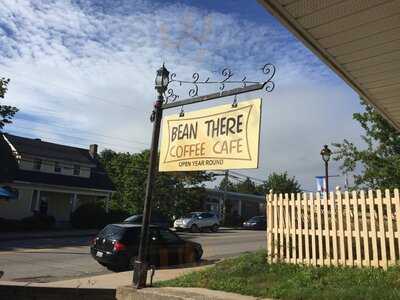 BEAN THERE
COFFEE CAFE
OPEN YEAR ROUND